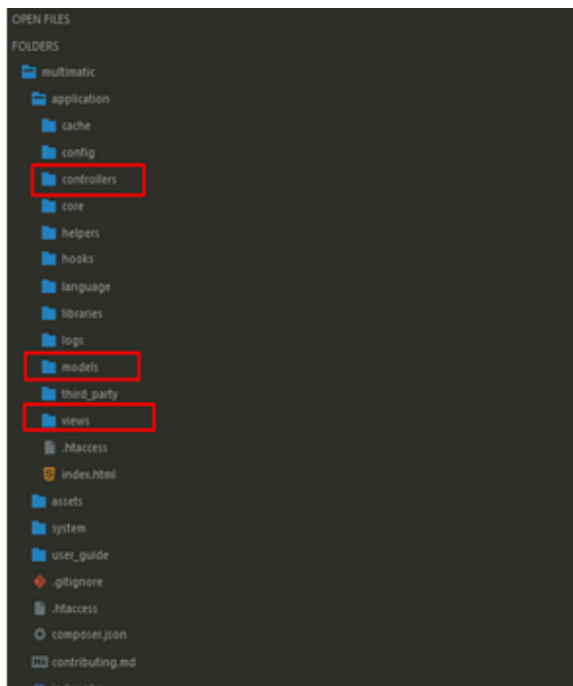 OPEN FILES
FOLDERS
multimatic
application
cache
config
controllers
core
helpers
hooks
language
libraries
logs
models
third_party
views
.htaccess
index.html
assets
system
user_guide
.gitignore
.htaccess
composer.json
contributing.md